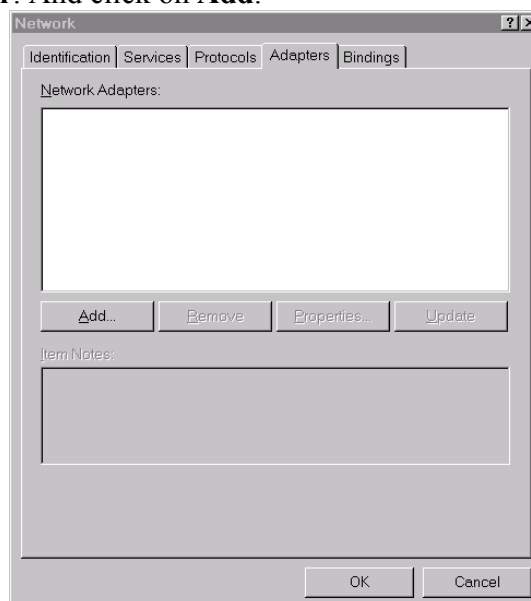 . And click on Add.
Network
Identification Services Protocols Adapters Bindings
Network Adapters:
Add... Remove Properties... Update
Item Notes:
OK Cancel